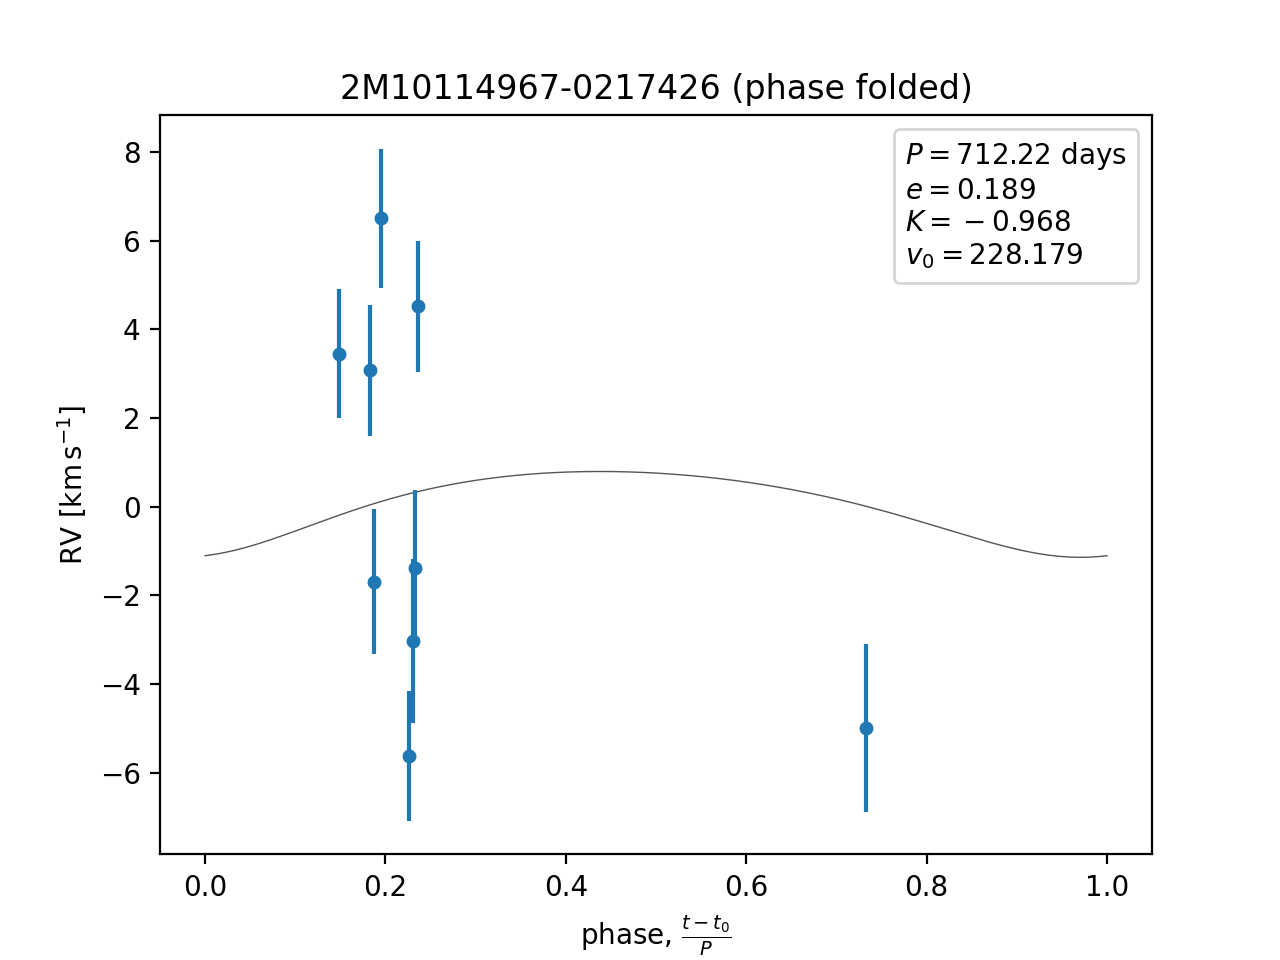 2M10114967-0217426 (phase folded)
P = 712.22 days
e = 0.189
K = −0.968
v₀ = 228.179
RV [km s⁻¹]
8
6
4
2
0
−2
−4
−6
0.0 0.2 0.4 0.6 0.8 1.0
phase, (t − t₀)/P